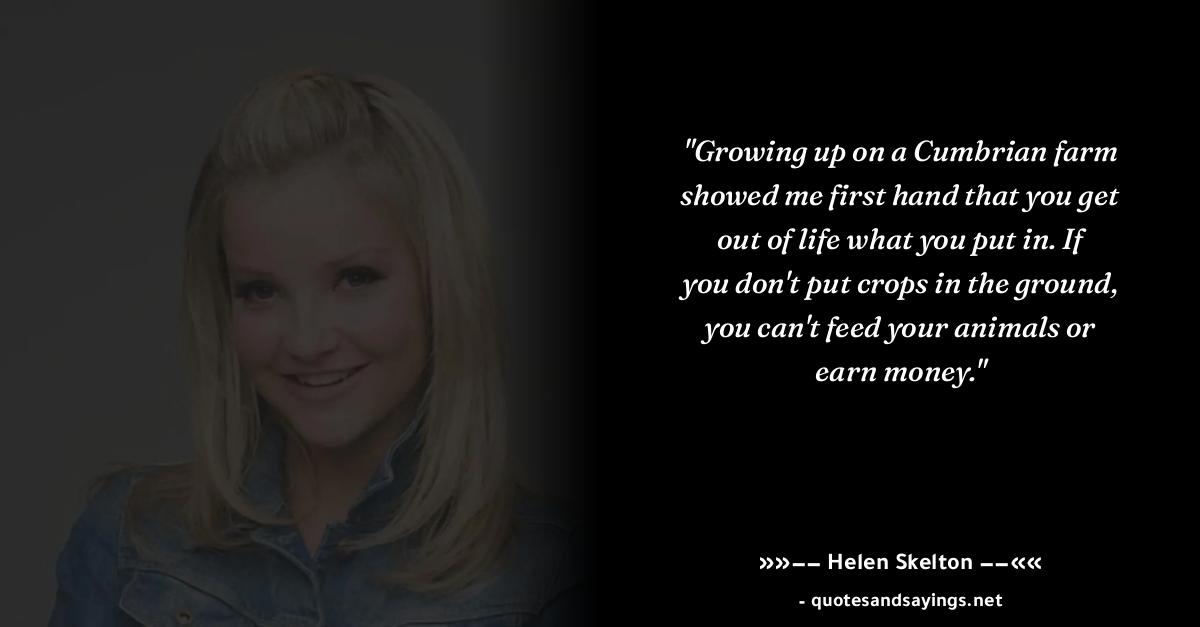 "Growing up on a Cumbrian farm
showed me first hand that you get
out of life what you put in. If
you don't put crops in the ground,
you can't feed your animals or
earn money."
»»−− Helen Skelton −−««
- quotesandsayings.net